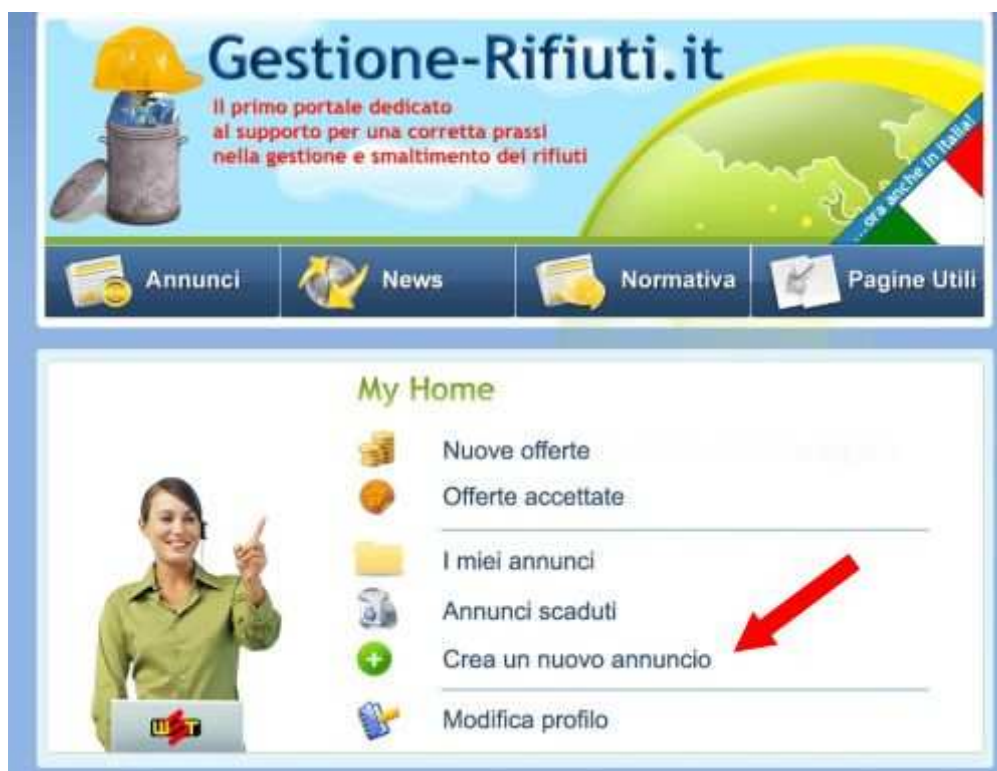 Gestione-Rifiuti.it
Il primo portale dedicato
al supporto per una corretta prassi
nella gestione e smaltimento dei rifiuti
...ora anche in Italia!
Annunci
News
Normativa
Pagine Utili
My Home
Nuove offerte
Offerte accettate
I miei annunci
Annunci scaduti
Crea un nuovo annuncio
Modifica profilo